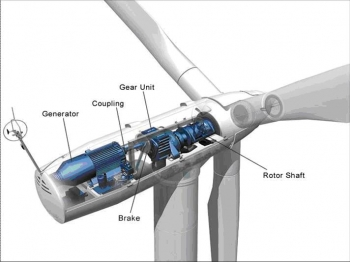 Gear Unit
Coupling
Generator
Rotor Shaft
Brake